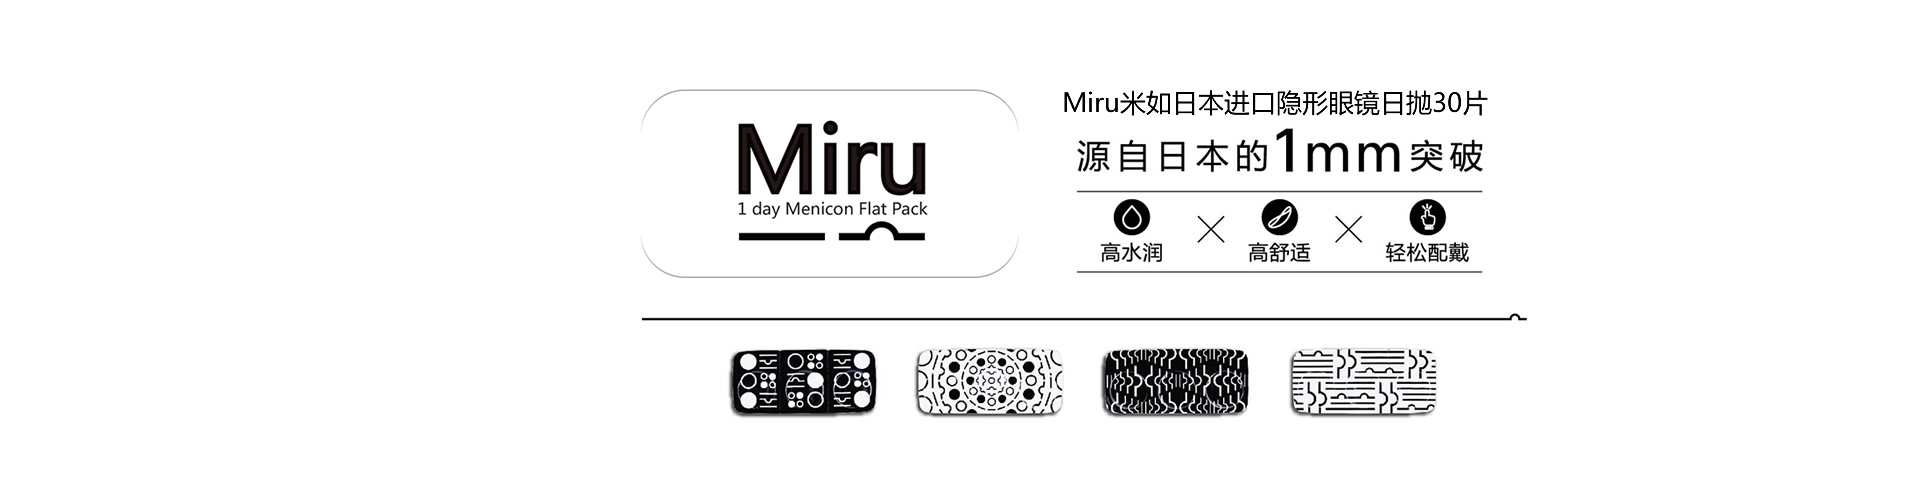 Miru
1 day Menicon Flat Pack
Miru米如日本进口隐形眼镜日抛30片
源自日本的1mm突破
高水润 × 高舒适 × 轻松配戴